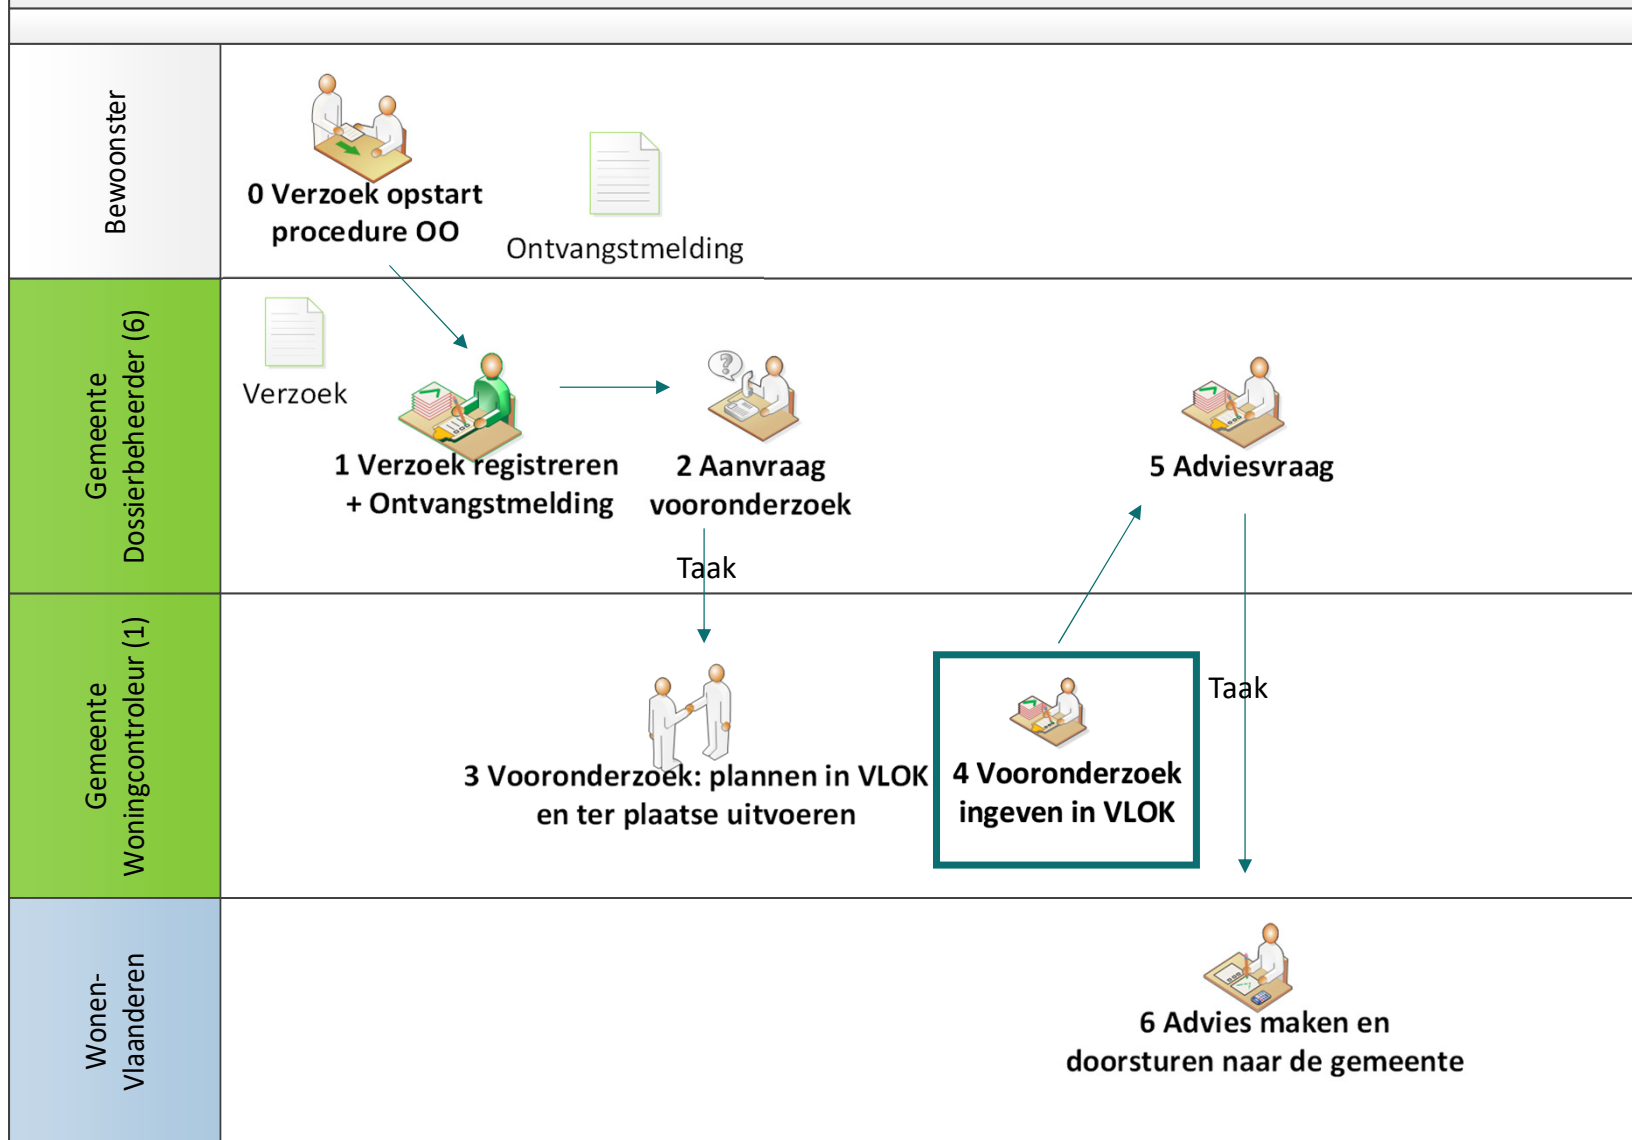 Bewoonster
0 Verzoek opstart
procedure OO
Ontvangstmelding
Gemeente
Dossierbeheerder (6)
Verzoek
1 Verzoek registreren
+ Ontvangstmelding
?
2 Aanvraag
vooronderzoek
5 Adviesvraag
Taak
Gemeente
Woningcontroleur (1)
3 Vooronderzoek: plannen in VLOK
en ter plaatse uitvoeren
4 Vooronderzoek
ingeven in VLOK
Taak
Wonen-
Vlaanderen
6 Advies maken en
doorsturen naar de gemeente